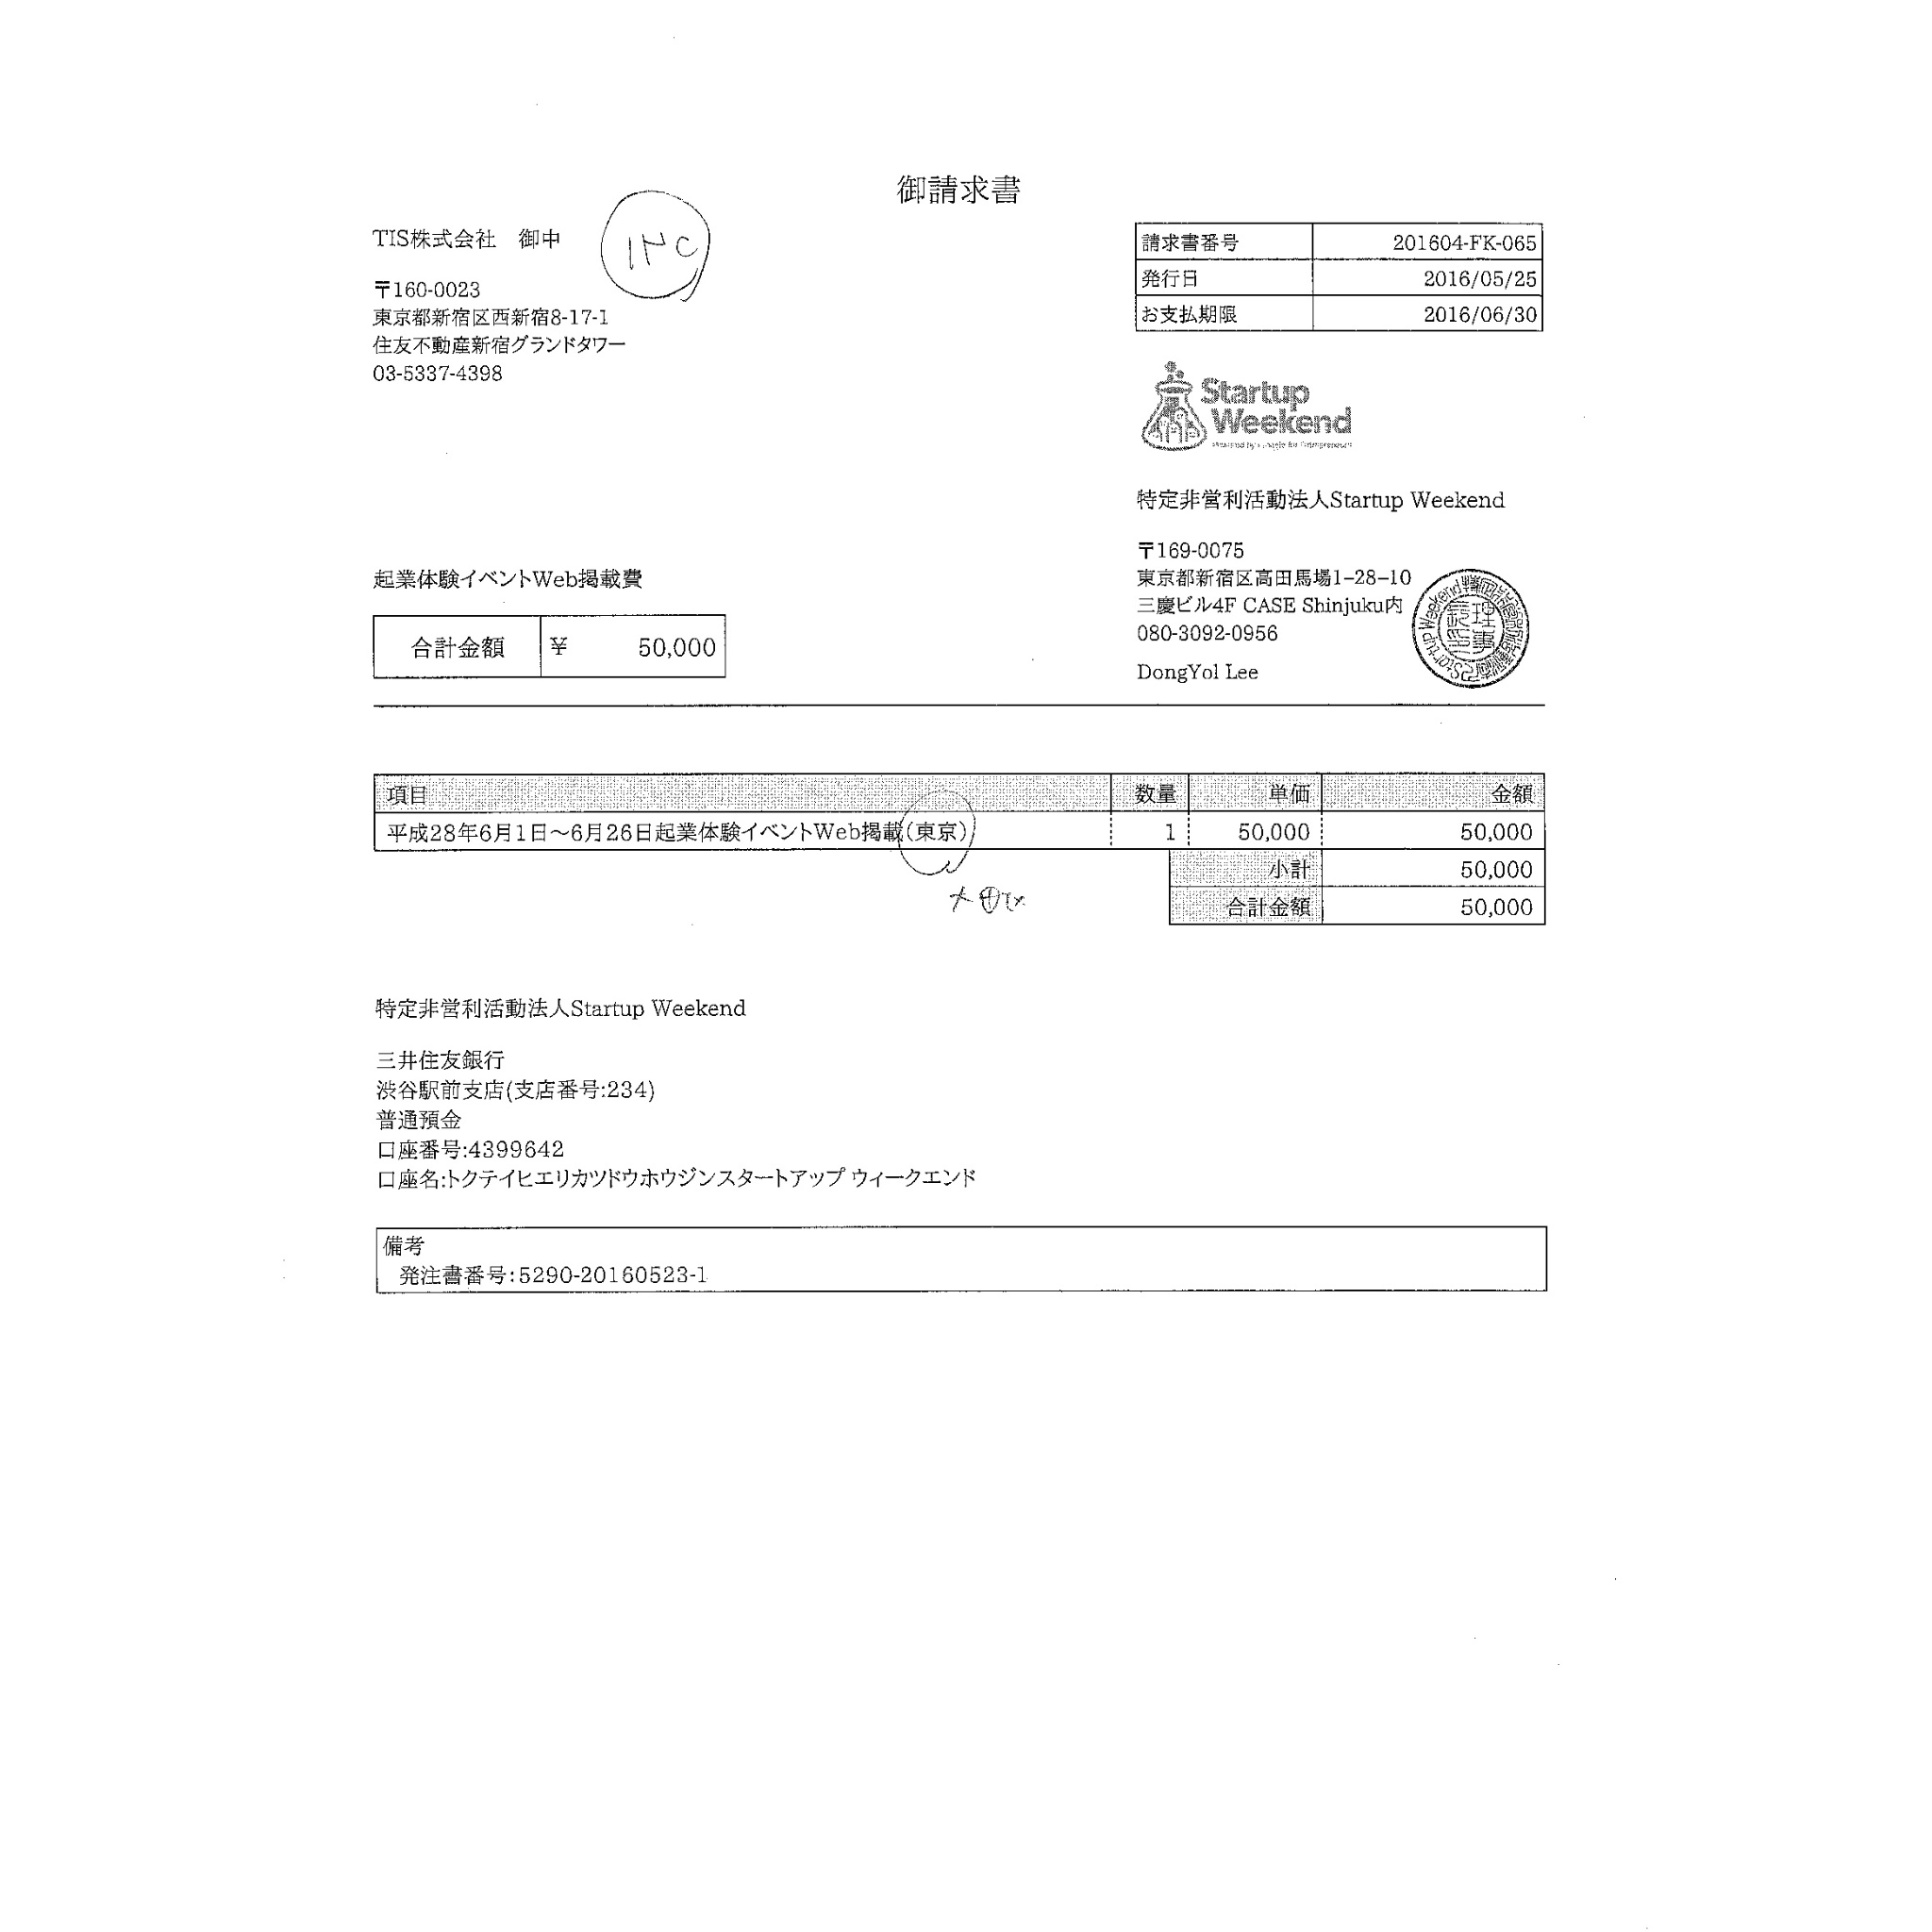 御請求書
TIS株式会社　御中
〒160-0023
東京都新宿区西新宿8-17-1
住友不動産新宿グランドタワー
03-5337-4398
請求書番号 201604-FK-065
発行日 2016/05/25
お支払期限 2016/06/30
Startup
Weekend
特定非営利活動法人Startup Weekend
〒169-0075
東京都新宿区高田馬場1-28-10
三慶ビル4F CASE Shinjuku内
080-3092-0956
DongYol Lee
起業体験イベントWeb掲載費
合計金額 ¥ 50,000
項目 数量 単価 金額
平成28年6月1日～6月26日起業体験イベントWeb掲載(東京) 1 50,000 50,000
小計 50,000
合計金額 50,000
特定非営利活動法人Startup Weekend
三井住友銀行
渋谷駅前支店(支店番号:234)
普通預金
口座番号:4399642
口座名:トクテイヒエリカツドウホウジンスタートアップ ウィークエンド
備考
発注書番号:5290-20160523-1